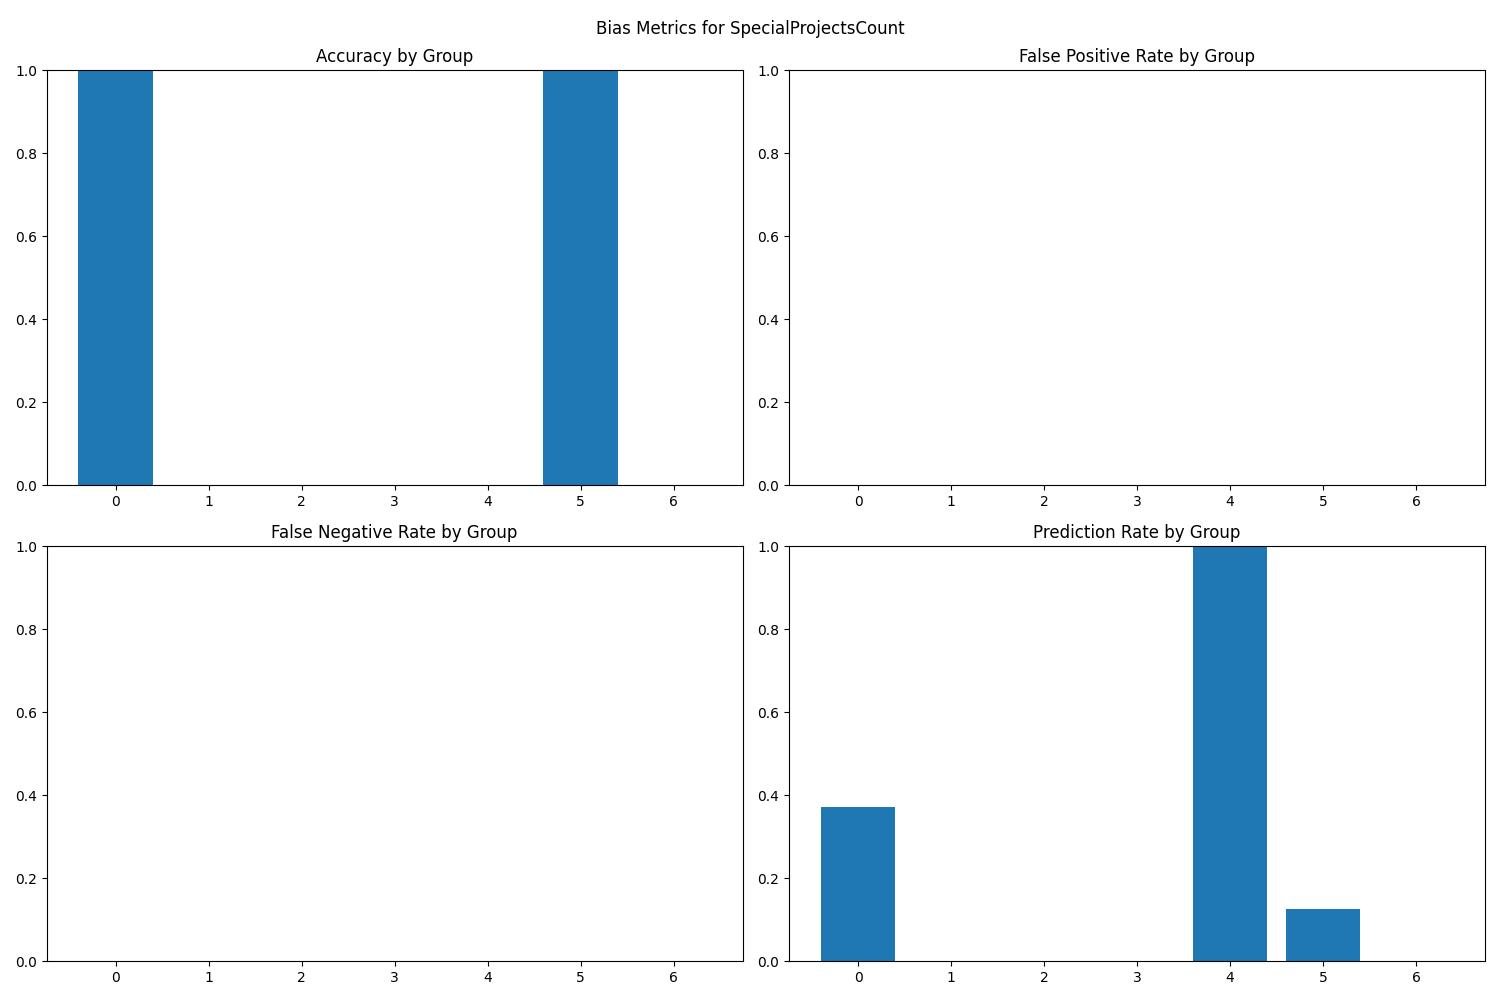 Bias Metrics for SpecialProjectsCount
Accuracy by Group
1.0
0.8
0.6
0.4
0.2
0.0
0 1 2 3 4 5 6
False Positive Rate by Group
1.0
0.8
0.6
0.4
0.2
0.0
0 1 2 3 4 5 6
False Negative Rate by Group
1.0
0.8
0.6
0.4
0.2
0.0
0 1 2 3 4 5 6
Prediction Rate by Group
1.0
0.8
0.6
0.4
0.2
0.0
0 1 2 3 4 5 6